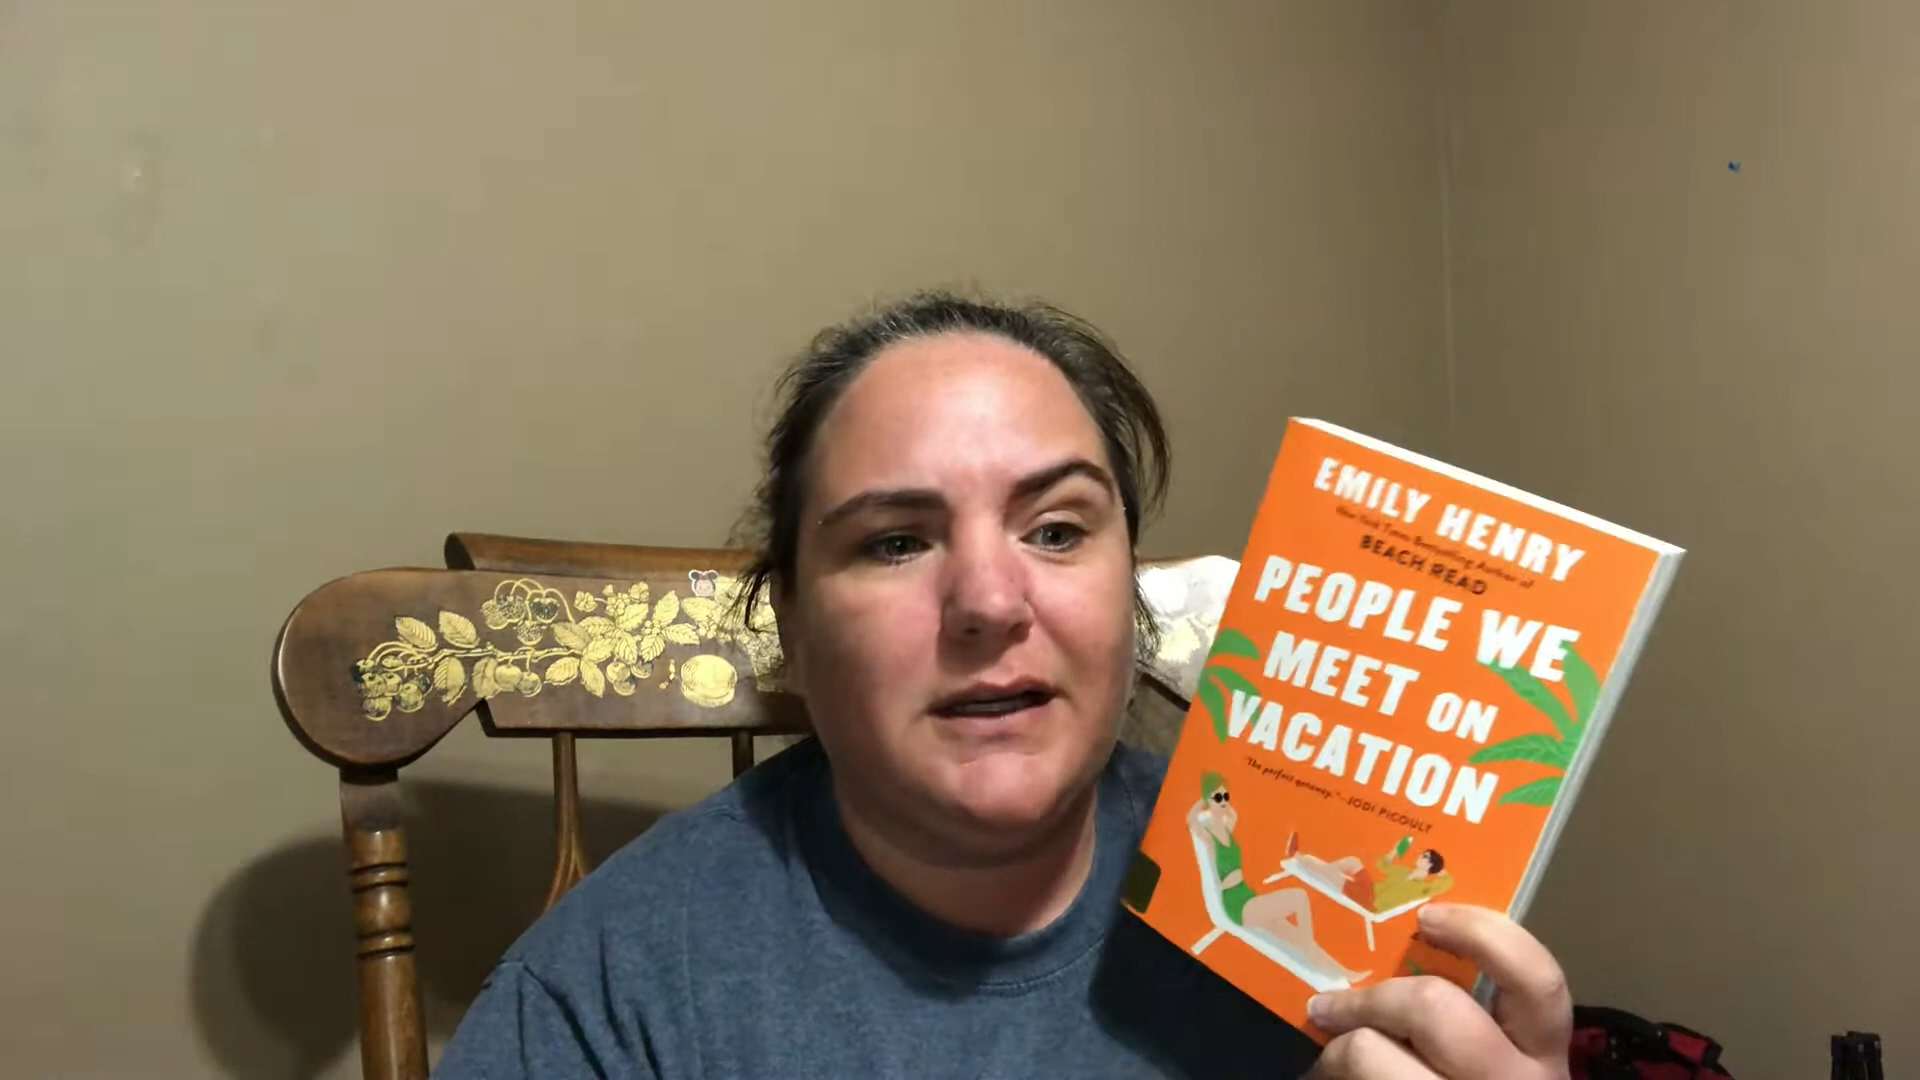 EMILY HENRY
New York Times Bestselling Author of
BEACH READ
PEOPLE WE
MEET ON
VACATION
"The perfect getaway."—JODI PICOULT